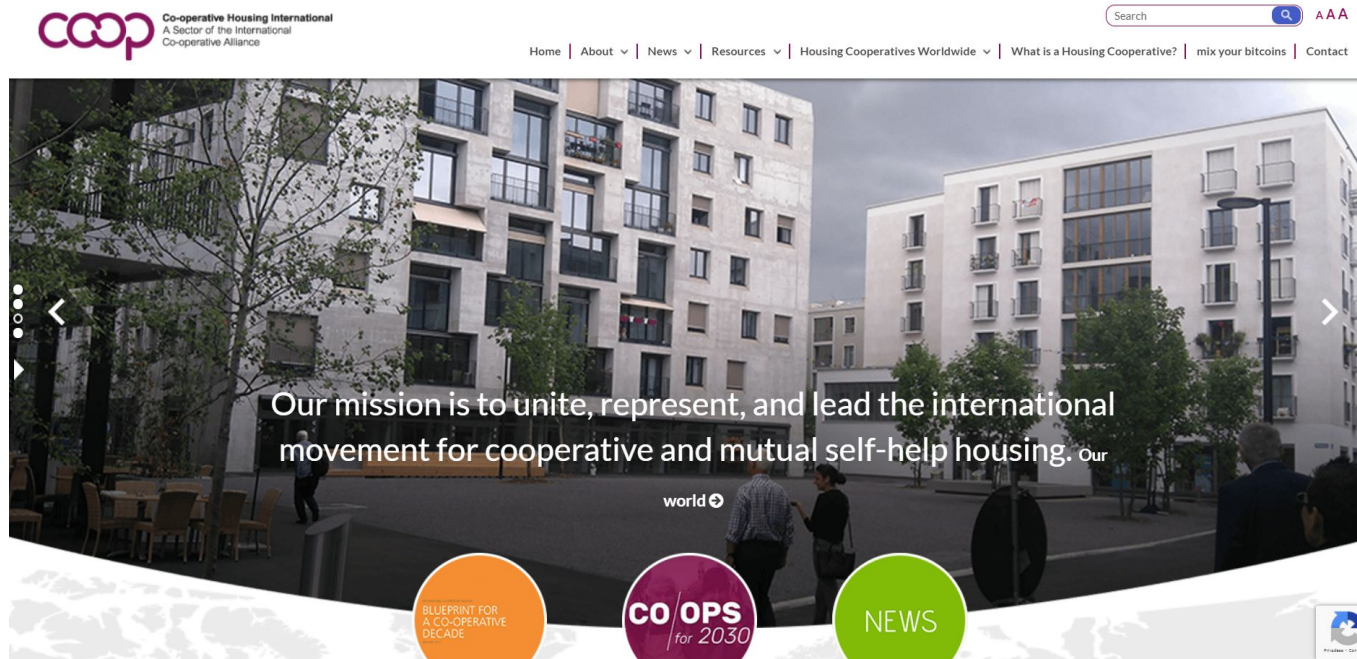 COOP
Co-operative Housing International
A Sector of the International
Co-operative Alliance
Search
A A A
Home
About
News
Resources
Housing Cooperatives Worldwide
What is a Housing Cooperative?
mix your bitcoins
Contact
Our mission is to unite, represent, and lead the international
movement for cooperative and mutual self-help housing. Our
world
BLUEPRINT FOR
A CO-OPERATIVE
DECADE
CO/OPS
for 2030
NEWS